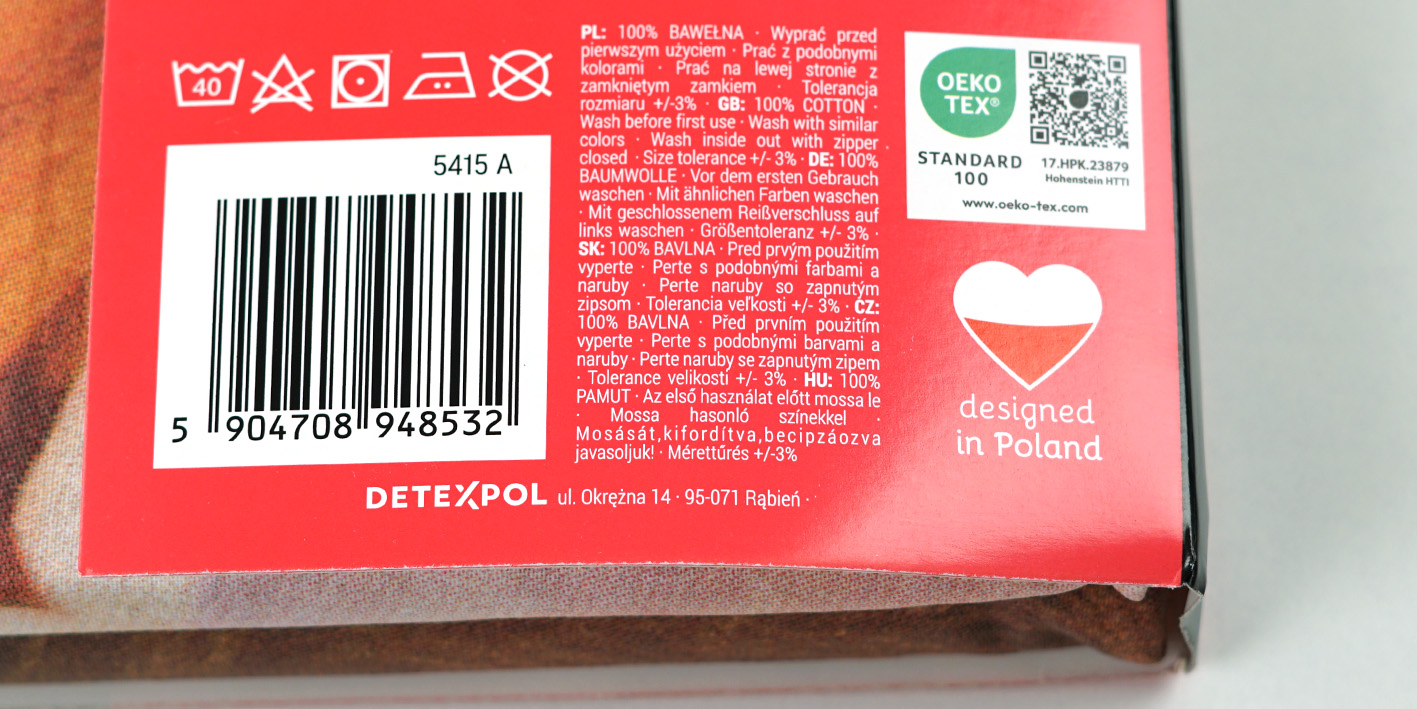 40
5415 A
5 904708 948532
PL: 100% BAWEŁNA · Wyprać przed
pierwszym użyciem · Prać z podobnymi
kolorami · Prać na lewej stronie z
zamkniętym zamkiem · Tolerancja
rozmiaru +/-3% · GB: 100% COTTON ·
Wash before first use · Wash with similar
colors · Wash inside out with zipper
closed · Size tolerance +/- 3% · DE: 100%
BAUMWOLLE · Vor dem ersten Gebrauch
waschen · Mit ähnlichen Farben waschen
· Mit geschlossenem Reißverschluss auf
links waschen · Größentoleranz +/- 3% ·
SK: 100% BAVLNA · Pred prvým použitím
vyperte · Perte s podobnými farbami a
naruby · Perte naruby so zapnutým
zipsom · Tolerancia veľkosti +/- 3% · CZ:
100% BAVLNA · Před prvním použitím
vyperte · Perte s podobnými barvami a
naruby · Perte naruby se zapnutým zipem
· Tolerance velikosti +/- 3% · HU: 100%
PAMUT · Az első használat előtt mossa le
· Mossa hasonló színekkel ·
Mosását,kifordítva,becipzáozva
javasoljuk! · Mérettűrés +/-3%
DETEXPOL ul. Okrężna 14 · 95-071 Rąbień ·
OEKO
TEX®
STANDARD
100
17.HPK.23879
Hohenstein HTTI
www.oeko-tex.com
designed
in Poland